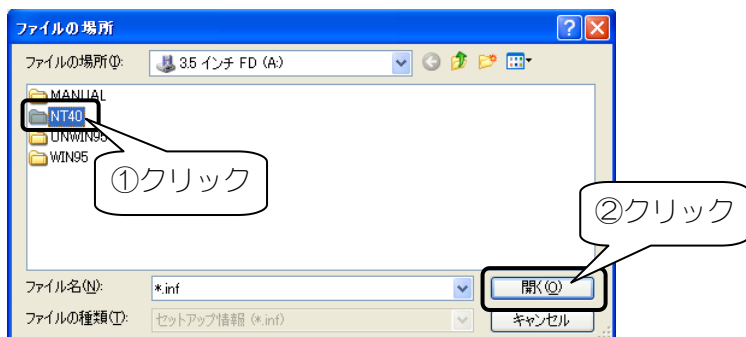 ファイルの場所
ファイルの場所(I):
3.5 インチ FD (A:)
MANUAL
NT40
UNWIN95
WIN95
①クリック
②クリック
ファイル名(N):
*.inf
開く(O)
ファイルの種類(T):
セットアップ情報 (*.inf)
キャンセル